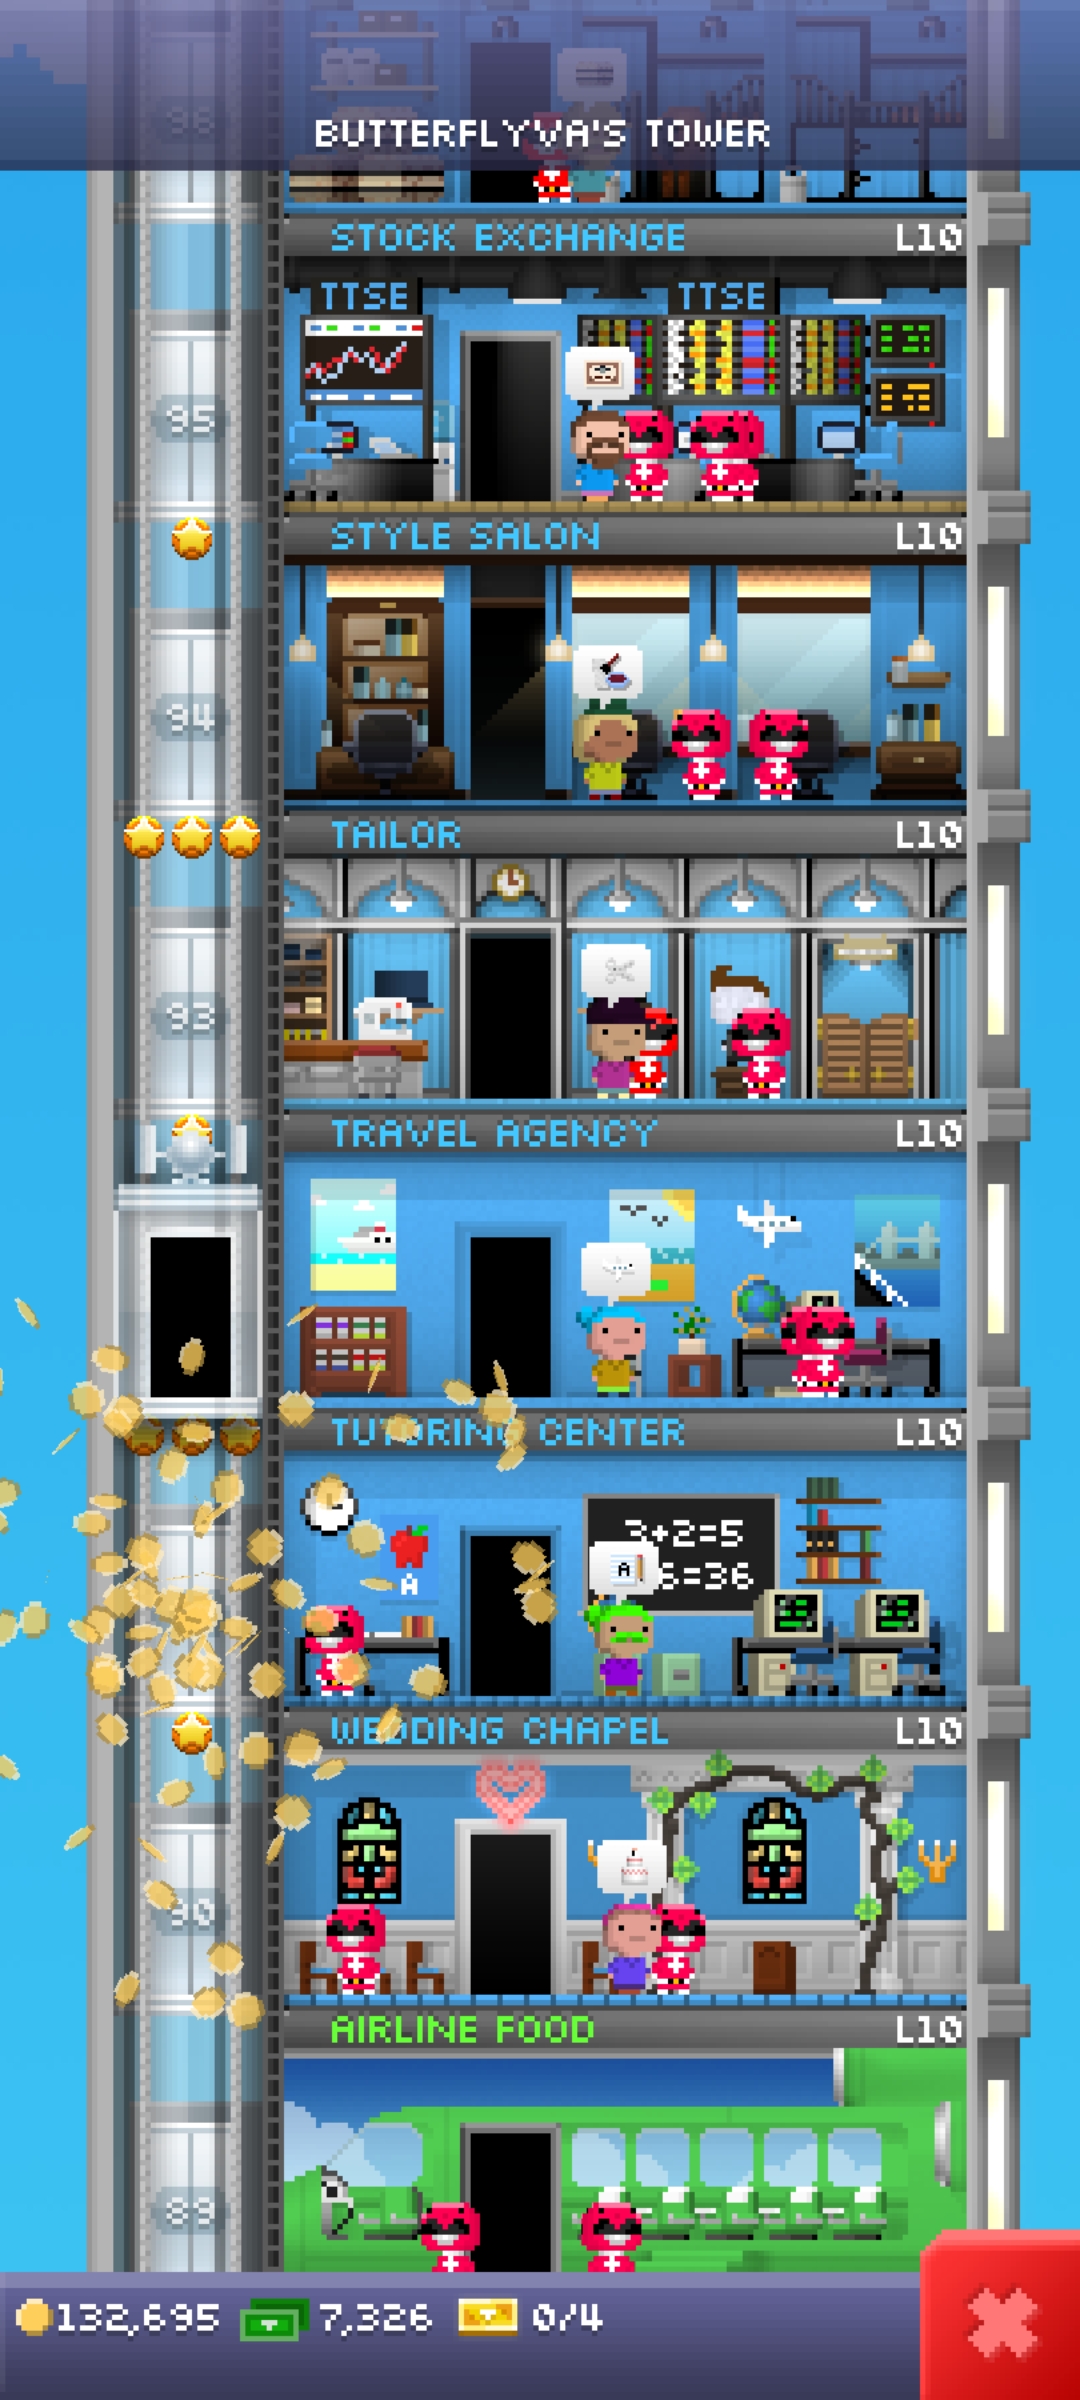 96
BUTTERFLYVA'S TOWER
STOCK EXCHANGE L10
TTSE TTSE
95
STYLE SALON L10
94
TAILOR L10
93
TRAVEL AGENCY L10
TUTORING CENTER L10
3+2=5
A
6=36
A
WEDDING CHAPEL L10
90
AIRLINE FOOD L10
89
132,695 7,326 0/4